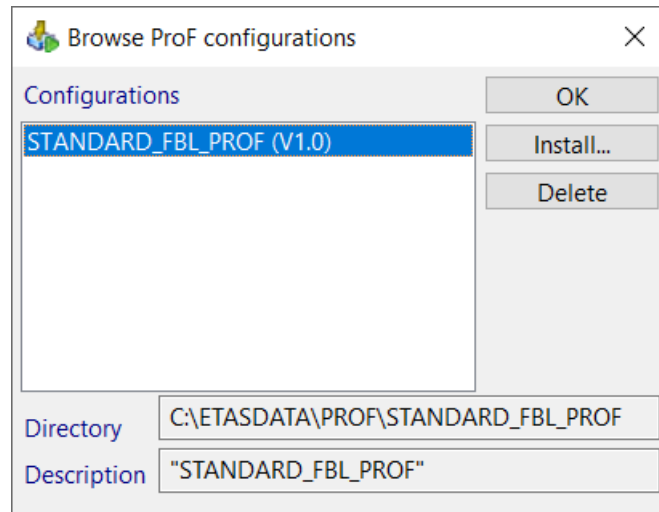 Browse ProF configurations
Configurations
OK
STANDARD_FBL_PROF (V1.0)
Install...
Delete
Directory
C:\ETASDATA\PROF\STANDARD_FBL_PROF
Description
"STANDARD_FBL_PROF"